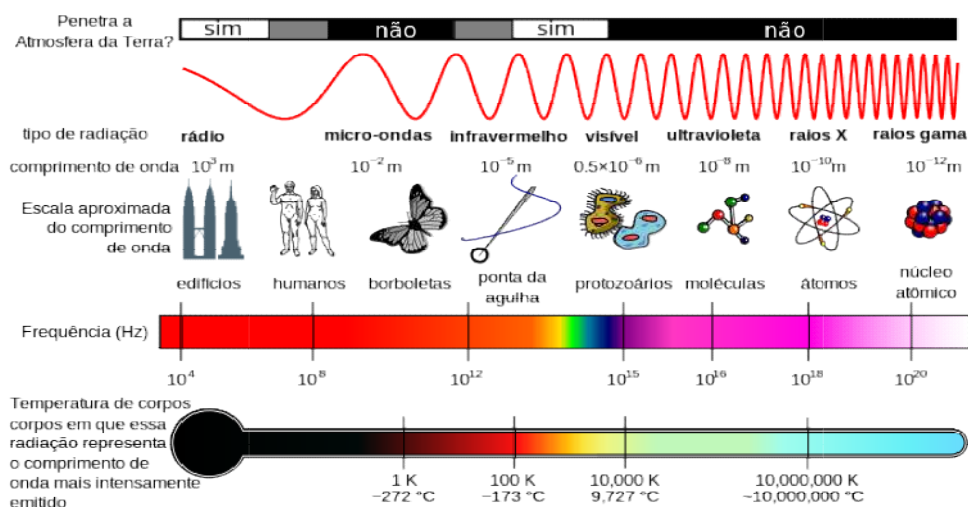 Penetra a
Atmosfera da Terra?
sim
não
sim
não
tipo de radiação
rádio
micro-ondas
infravermelho
visível
ultravioleta
raios X
raios gama
comprimento de onda
10³ m
10⁻² m
10⁻⁵ m
0.5×10⁻⁶ m
10⁻⁸ m
10⁻¹⁰ m
10⁻¹² m
Escala aproximada
do comprimento
de onda
edifícios
humanos
borboletas
ponta da
agulha
protozoários
moléculas
átomos
núcleo
atômico
Frequência (Hz)
10⁴
10⁸
10¹²
10¹⁵
10¹⁶
10¹⁸
10²⁰
Temperatura de corpos
corpos em que essa
radiação representa
o comprimento de
onda mais intensamente
emitido
1 K
−272 °C
100 K
−173 °C
10,000 K
9,727 °C
10,000,000 K
~10,000,000 °C